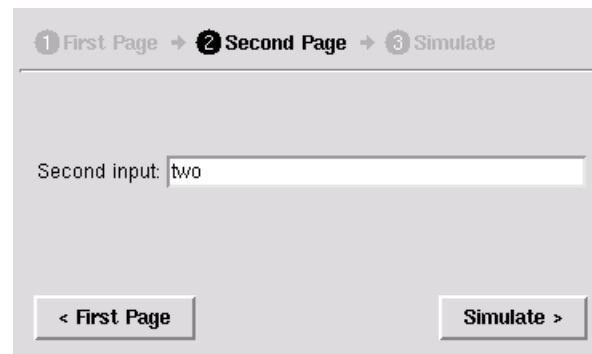 1 First Page → 2 Second Page → 3 Simulate
Second input: two
< First Page Simulate >